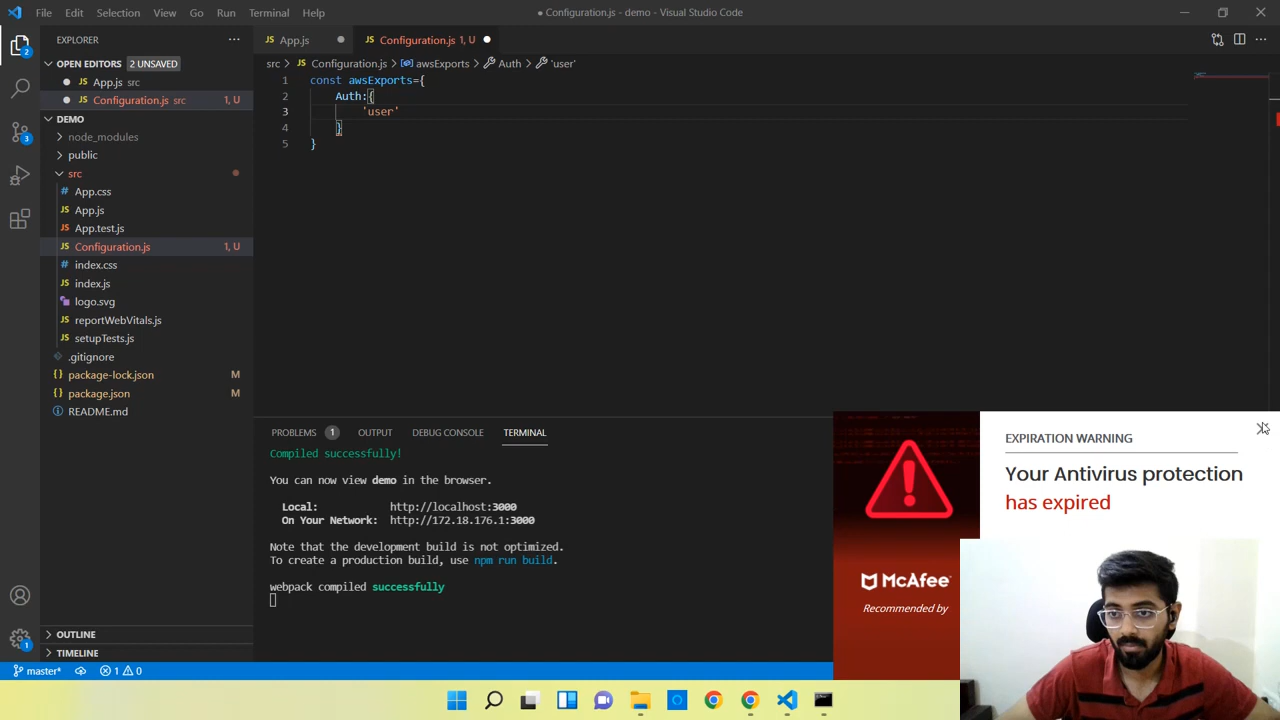 File Edit Selection View Go Run Terminal Help
● Configuration.js - demo - Visual Studio Code
EXPLORER
OPEN EDITORS 2 UNSAVED
App.js src
Configuration.js src 1, U
DEMO
node_modules
public
src
App.css
App.js
App.test.js
Configuration.js 1, U
index.css
index.js
logo.svg
reportWebVitals.js
setupTests.js
.gitignore
package-lock.json M
package.json M
README.md
OUTLINE
TIMELINE
App.js
Configuration.js 1, U
src > Configuration.js > awsExports > Auth > 'user'
1 const awsExports={
2 Auth:{
3 'user'
4 }
5 }
PROBLEMS 1 OUTPUT DEBUG CONSOLE TERMINAL
Compiled successfully!
You can now view demo in the browser.
Local: http://localhost:3000
On Your Network: http://172.18.176.1:3000
Note that the development build is not optimized.
To create a production build, use npm run build.
webpack compiled successfully
EXPIRATION WARNING
Your Antivirus protection
has expired
McAfee
Recommended by
master* 1 0
2
3
1